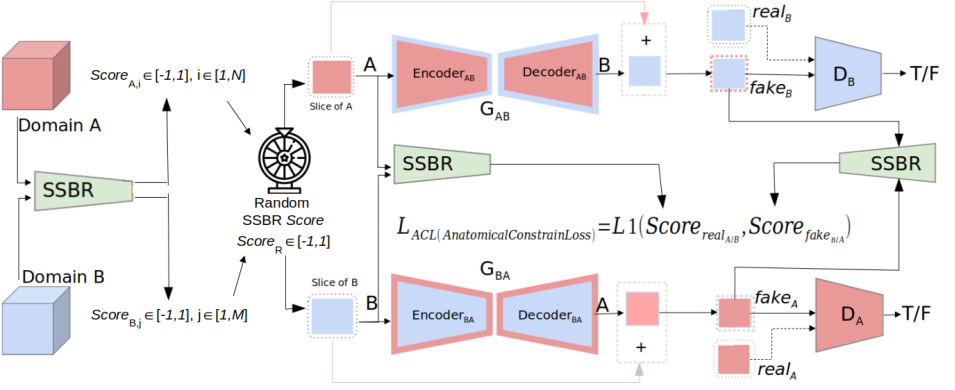 Domain A
SSBR
Domain B
Score_A,i ∈[-1,1], i∈[1,N]
Score_B,j ∈[-1,1], j∈[1,M]
Random
SSBR Score
Score_R ∈[-1,1]
Slice of A
A
Encoder_AB
Decoder_AB
B
G_AB
+
real_B
fake_B
D_B
T/F
SSBR
SSBR
L_ACL(AnatomicalConstrainLoss)=L1(Score_real_A/B,Score_fake_B/A)
Slice of B
B
G_BA
Encoder_BA
Decoder_BA
A
+
fake_A
real_A
D_A
T/F